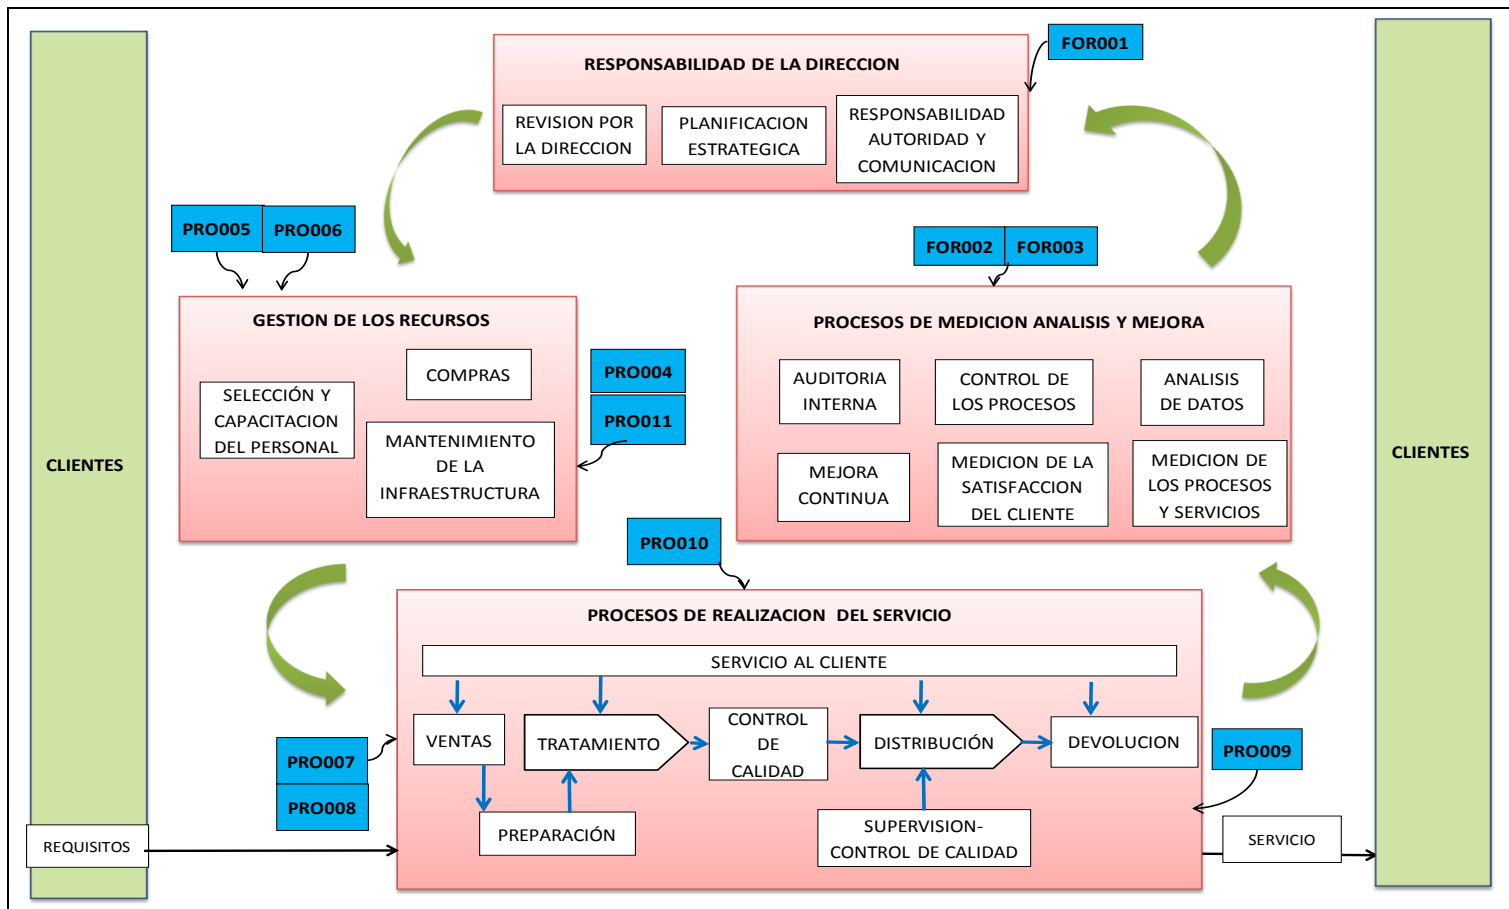 FOR001
RESPONSABILIDAD DE LA DIRECCION
REVISION POR
LA DIRECCION
PLANIFICACION
ESTRATEGICA
RESPONSABILIDAD
AUTORIDAD Y
COMUNICACION
PRO005
PRO006
FOR002
FOR003
GESTION DE LOS RECURSOS
COMPRAS
SELECCIÓN Y
CAPACITACION
DEL PERSONAL
MANTENIMIENTO
DE LA
INFRAESTRUCTURA
PRO004
PRO011
PROCESOS DE MEDICION ANALISIS Y MEJORA
AUDITORIA
INTERNA
CONTROL DE
LOS PROCESOS
ANALISIS
DE DATOS
MEJORA
CONTINUA
MEDICION DE LA
SATISFACCION
DEL CLIENTE
MEDICION DE
LOS PROCESOS
Y SERVICIOS
CLIENTES
CLIENTES
PRO010
PROCESOS DE REALIZACION DEL SERVICIO
SERVICIO AL CLIENTE
VENTAS
TRATAMIENTO
CONTROL
DE
CALIDAD
DISTRIBUCIÓN
DEVOLUCION
PRO007
PRO008
PRO009
PREPARACIÓN
SUPERVISION-
CONTROL DE CALIDAD
REQUISITOS
SERVICIO